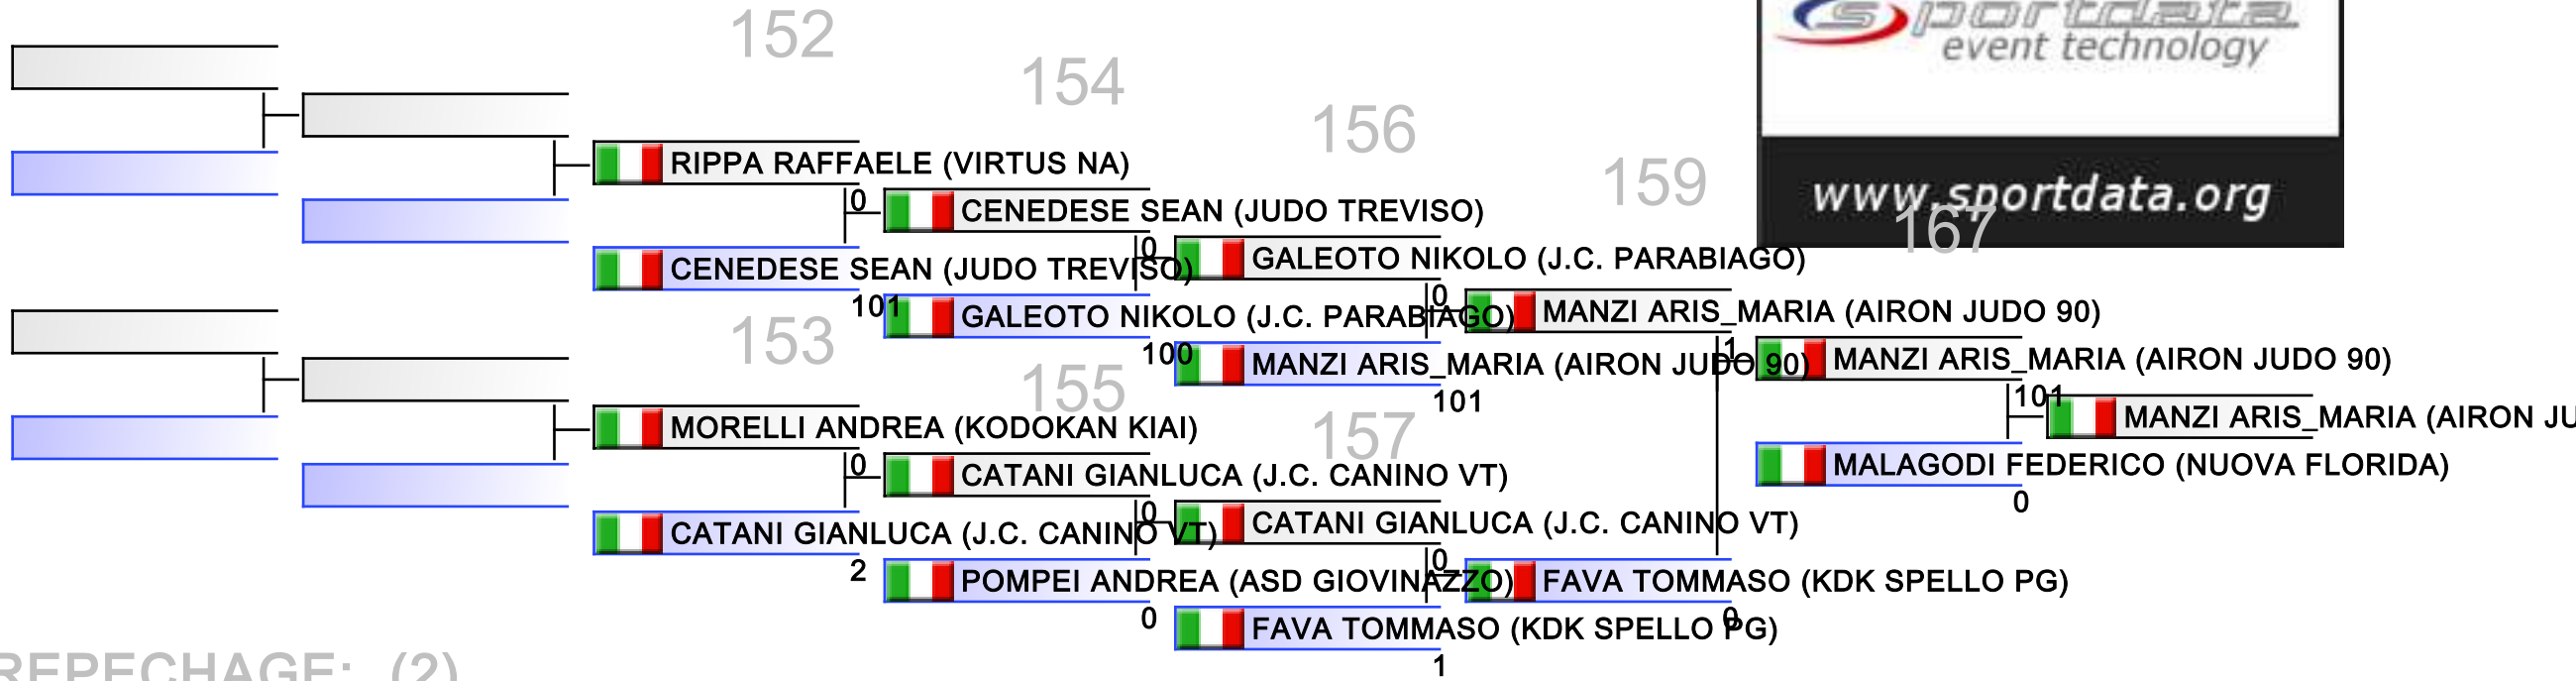 sportdata
event technology
www.sportdata.org
152
154
156
159
167
RIPPA RAFFAELE (VIRTUS NA)
0
CENEDESE SEAN (JUDO TREVISO)
0
CENEDESE SEAN (JUDO TREVISO)
101
GALEOTO NIKOLO (J.C. PARABIAGO)
0
GALEOTO NIKOLO (J.C. PARABIAGO)
100
MANZI ARIS_MARIA (AIRON JUDO 90)
1
MANZI ARIS_MARIA (AIRON JUDO 90)
101
MANZI ARIS_MARIA (AIRON JUDO 90)
101
MANZI ARIS_MARIA (AIRON JU
153
155
157
MORELLI ANDREA (KODOKAN KIAI)
0
CATANI GIANLUCA (J.C. CANINO VT)
0
MALAGODI FEDERICO (NUOVA FLORIDA)
0
CATANI GIANLUCA (J.C. CANINO VT)
2
CATANI GIANLUCA (J.C. CANINO VT)
0
POMPEI ANDREA (ASD GIOVINAZZO)
0
FAVA TOMMASO (KDK SPELLO PG)
0
FAVA TOMMASO (KDK SPELLO PG)
1
REPECHAGE: (2)